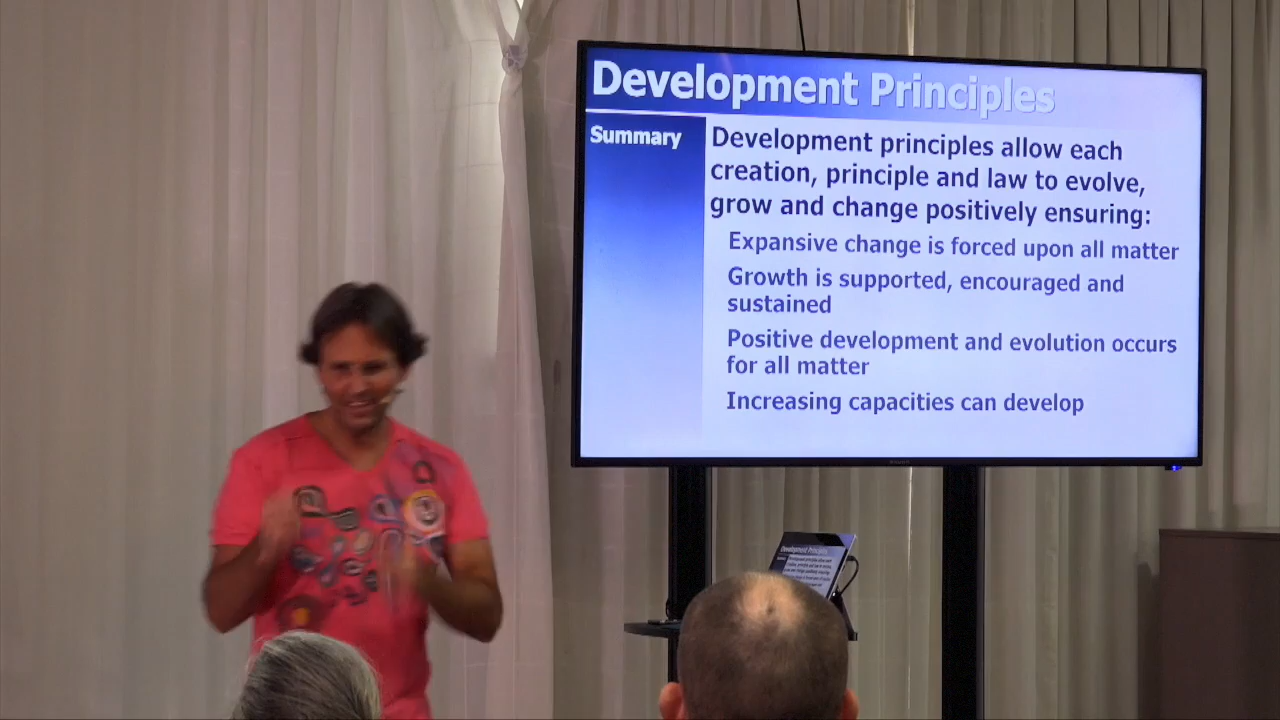 Development Principles
Summary
Development principles allow each
creation, principle and law to evolve,
grow and change positively ensuring:
Expansive change is forced upon all matter
Growth is supported, encouraged and
sustained
Positive development and evolution occurs
for all matter
Increasing capacities can develop
Development Principles